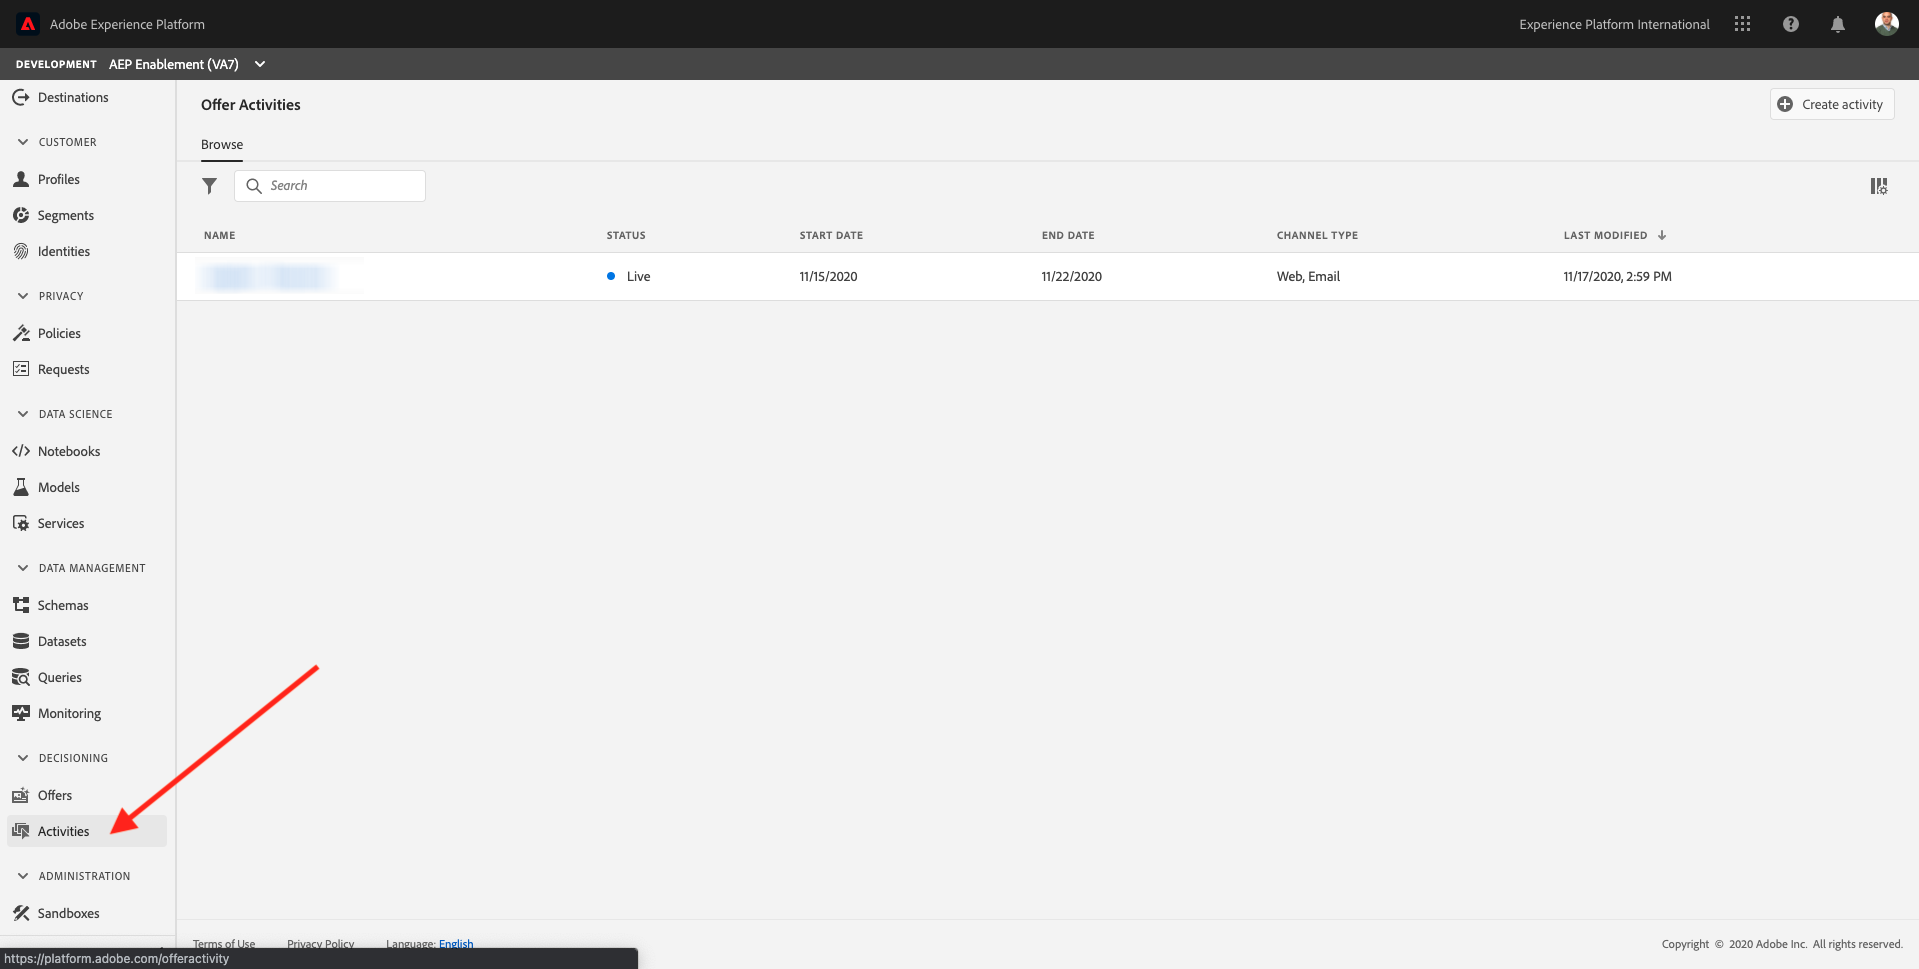 Adobe Experience Platform
Experience Platform International
DEVELOPMENT AEP Enablement (VA7)
Destinations
CUSTOMER
Profiles
Segments
Identities
PRIVACY
Policies
Requests
DATA SCIENCE
Notebooks
Models
Services
DATA MANAGEMENT
Schemas
Datasets
Queries
Monitoring
DECISIONING
Offers
Activities
ADMINISTRATION
Sandboxes
Offer Activities
Create activity
Browse
Search
NAME STATUS START DATE END DATE CHANNEL TYPE LAST MODIFIED
Live 11/15/2020 11/22/2020 Web, Email 11/17/2020, 2:59 PM
Terms of Use Privacy Policy Language: English
Copyright © 2020 Adobe Inc. All rights reserved.
https://platform.adobe.com/offeractivity